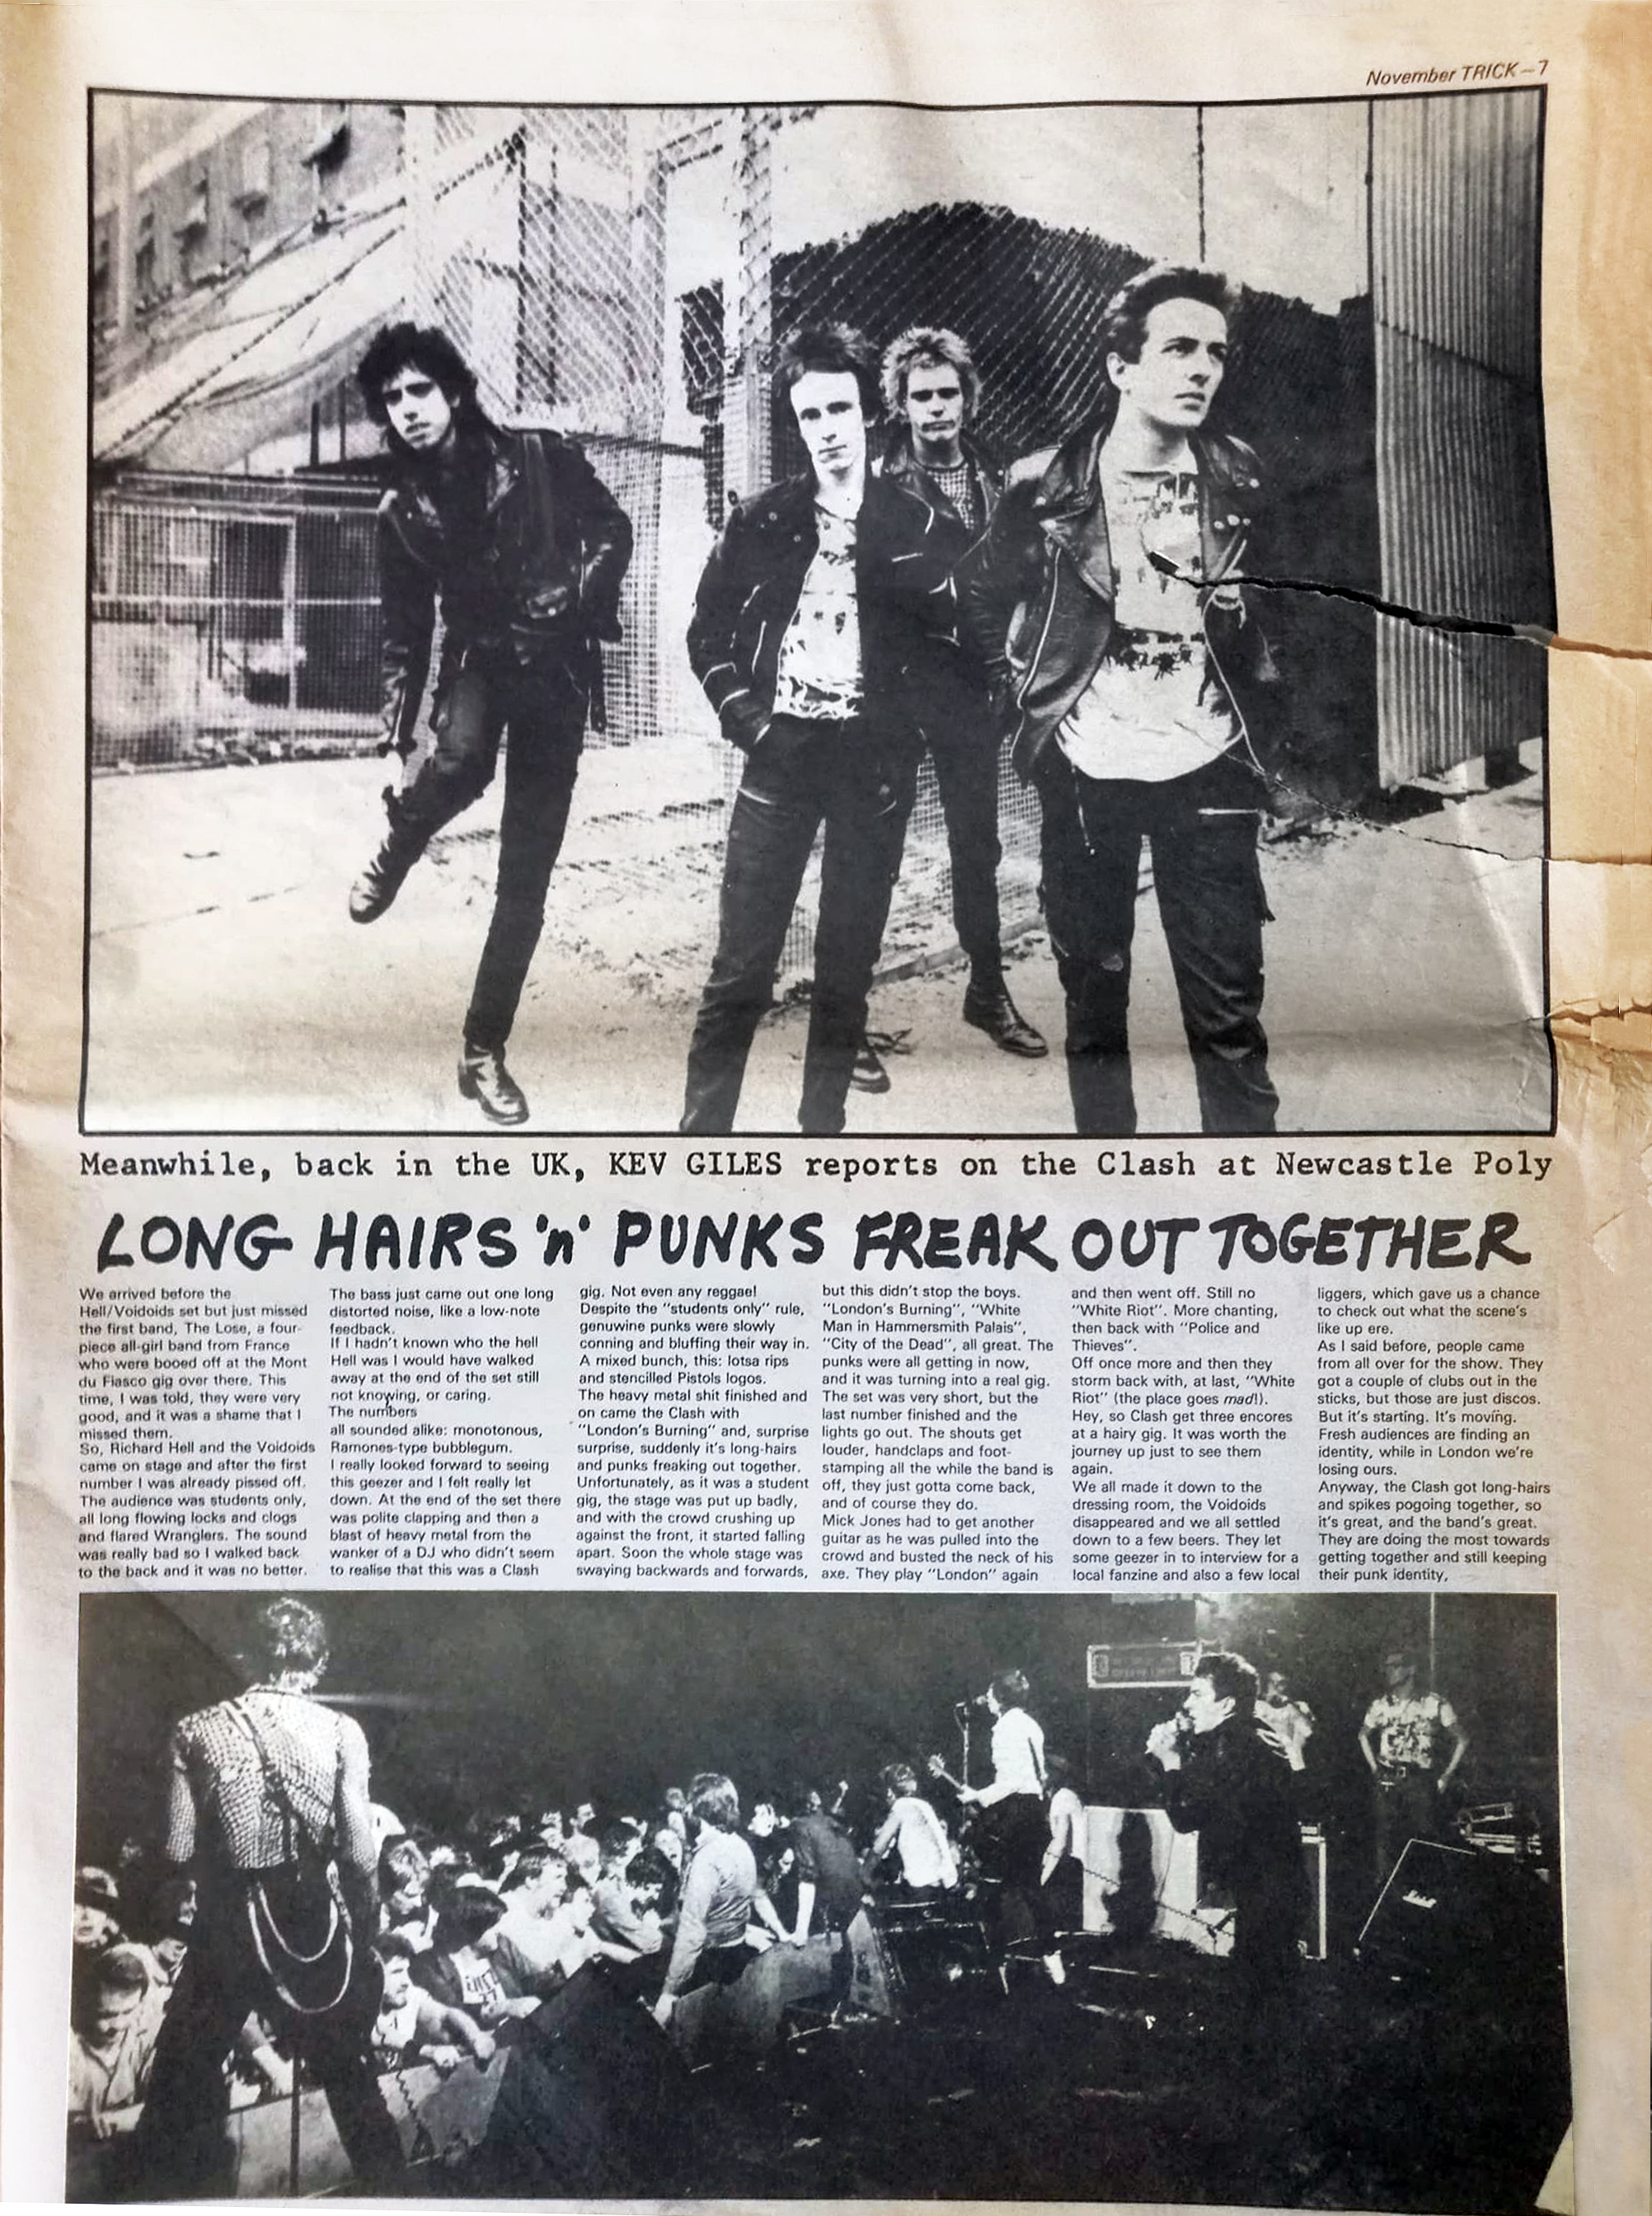 November TRICK—7
Meanwhile, back in the UK, KEV GILES reports on the Clash at Newcastle Poly
LONG HAIRS 'n' PUNKS FREAK OUT TOGETHER
We arrived before the
Hell/Voidoids set but just missed
the first band, The Lose, a four-
piece all-girl band from France
who were booed off at the Mont
du Fiasco gig over there. This
time, I was told, they were very
good, and it was a shame that I
missed them.
So, Richard Hell and the Voidoids
came on stage and after the first
number I was already pissed off.
The audience was students only,
all long flowing locks and clogs
and flared Wranglers. The sound
was really bad so I walked back
to the back and it was no better.
The bass just came out one long
distorted noise, like a low-note
feedback.
If I hadn't known who the hell
Hell was I would have walked
away at the end of the set still
not knowing, or caring.
The numbers
all sounded alike: monotonous,
Ramones-type bubblegum.
I really looked forward to seeing
this geezer and I felt really let
down. At the end of the set there
was polite clapping and then a
blast of heavy metal from the
wanker of a DJ who didn't seem
to realise that this was a Clash
gig. Not even any reggae!
Despite the "students only" rule,
genuwine punks were slowly
conning and bluffing their way in.
A mixed bunch, this: lotsa rips
and stencilled Pistols logos.
The heavy metal shit finished and
on came the Clash with
"London's Burning" and, surprise
surprise, suddenly it's long-hairs
and punks freaking out together.
Unfortunately, as it was a student
gig, the stage was put up badly,
and with the crowd crushing up
against the front, it started falling
apart. Soon the whole stage was
swaying backwards and forwards,
but this didn't stop the boys.
"London's Burning", "White
Man in Hammersmith Palais",
"City of the Dead", all great. The
punks were all getting in now,
and it was turning into a real gig.
The set was very short, but the
last number finished and the
lights go out. The shouts get
louder, handclaps and foot-
stamping all the while the band is
off, they just gotta come back,
and of course they do.
Mick Jones had to get another
guitar as he was pulled into the
crowd and busted the neck of his
axe. They play "London" again
and then went off. Still no
"White Riot". More chanting,
then back with "Police and
Thieves".
Off once more and then they
storm back with, at last, "White
Riot" (the place goes mad!).
Hey, so Clash get three encores
at a hairy gig. It was worth the
journey up just to see them
again.
We all made it down to the
dressing room, the Voidoids
disappeared and we all settled
down to a few beers. They let
some geezer in to interview for a
local fanzine and also a few local
liggers, which gave us a chance
to check out what the scene's
like up ere.
As I said before, people came
from all over for the show. They
got a couple of clubs out in the
sticks, but those are just discos.
But it's starting. It's moving.
Fresh audiences are finding an
identity, while in London we're
losing ours.
Anyway, the Clash got long-hairs
and spikes pogoing together, so
it's great, and the band's great.
They are doing the most towards
getting together and still keeping
their punk identity,
Marshall